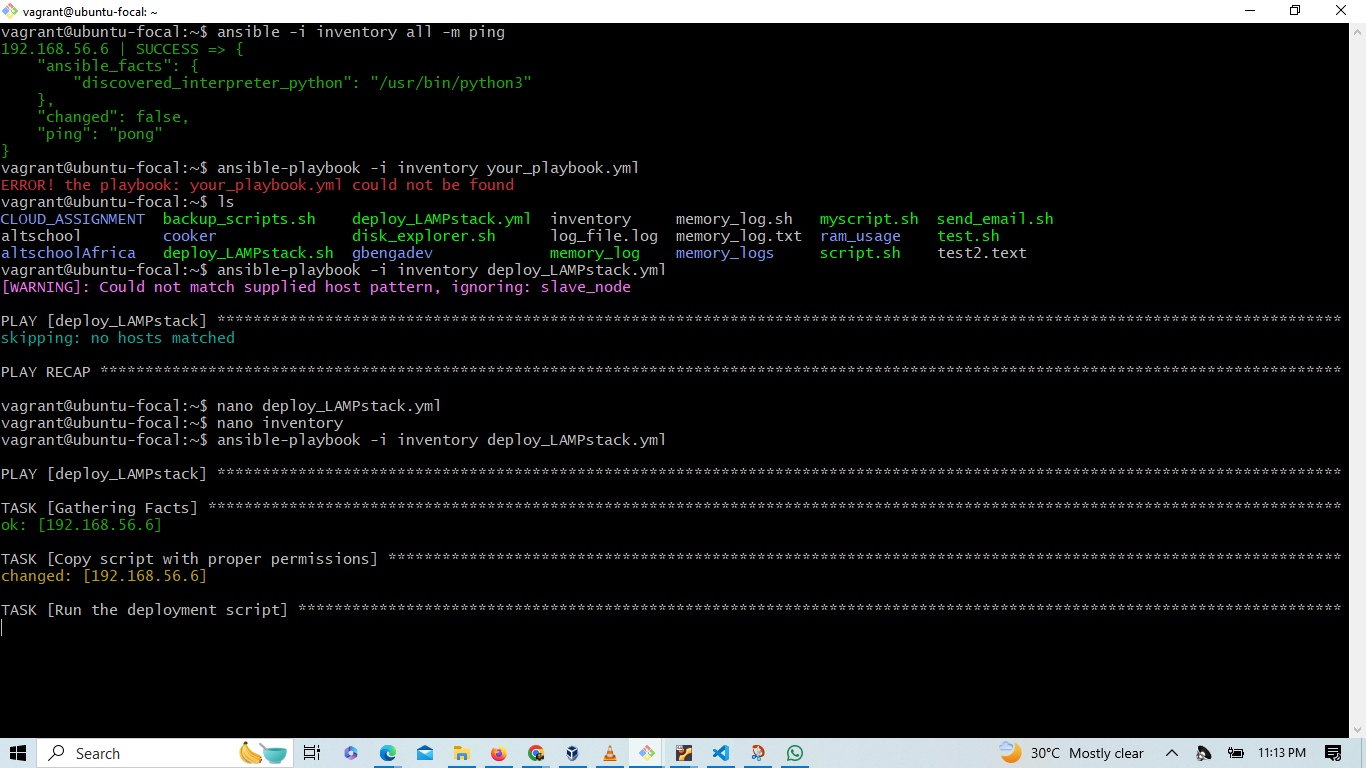 vagrant@ubuntu-focal: ~
vagrant@ubuntu-focal:~$ ansible -i inventory all -m ping
192.168.56.6 | SUCCESS => {
    "ansible_facts": {
        "discovered_interpreter_python": "/usr/bin/python3"
    },
    "changed": false,
    "ping": "pong"
}
vagrant@ubuntu-focal:~$ ansible-playbook -i inventory your_playbook.yml
ERROR! the playbook: your_playbook.yml could not be found
vagrant@ubuntu-focal:~$ ls
CLOUD_ASSIGNMENT  backup_scripts.sh    deploy_LAMPstack.yml  inventory     memory_log.sh   myscript.sh  send_email.sh
altschool         cooker               disk_explorer.sh      log_file.log  memory_log.txt  ram_usage    test.sh
altschoolAfrica   deploy_LAMPstack.sh  gbengadev             memory_log    memory_logs     script.sh    test2.text
vagrant@ubuntu-focal:~$ ansible-playbook -i inventory deploy_LAMPstack.yml
[WARNING]: Could not match supplied host pattern, ignoring: slave_node
PLAY [deploy_LAMPstack] *****************************************************************************************************************************
skipping: no hosts matched
PLAY RECAP ******************************************************************************************************************************************
vagrant@ubuntu-focal:~$ nano deploy_LAMPstack.yml
vagrant@ubuntu-focal:~$ nano inventory
vagrant@ubuntu-focal:~$ ansible-playbook -i inventory deploy_LAMPstack.yml
PLAY [deploy_LAMPstack] *****************************************************************************************************************************
TASK [Gathering Facts] ******************************************************************************************************************************
ok: [192.168.56.6]
TASK [Copy script with proper permissions] **********************************************************************************************************
changed: [192.168.56.6]
TASK [Run the deployment script] ********************************************************************************************************************
Search
30°C Mostly clear
11:13 PM